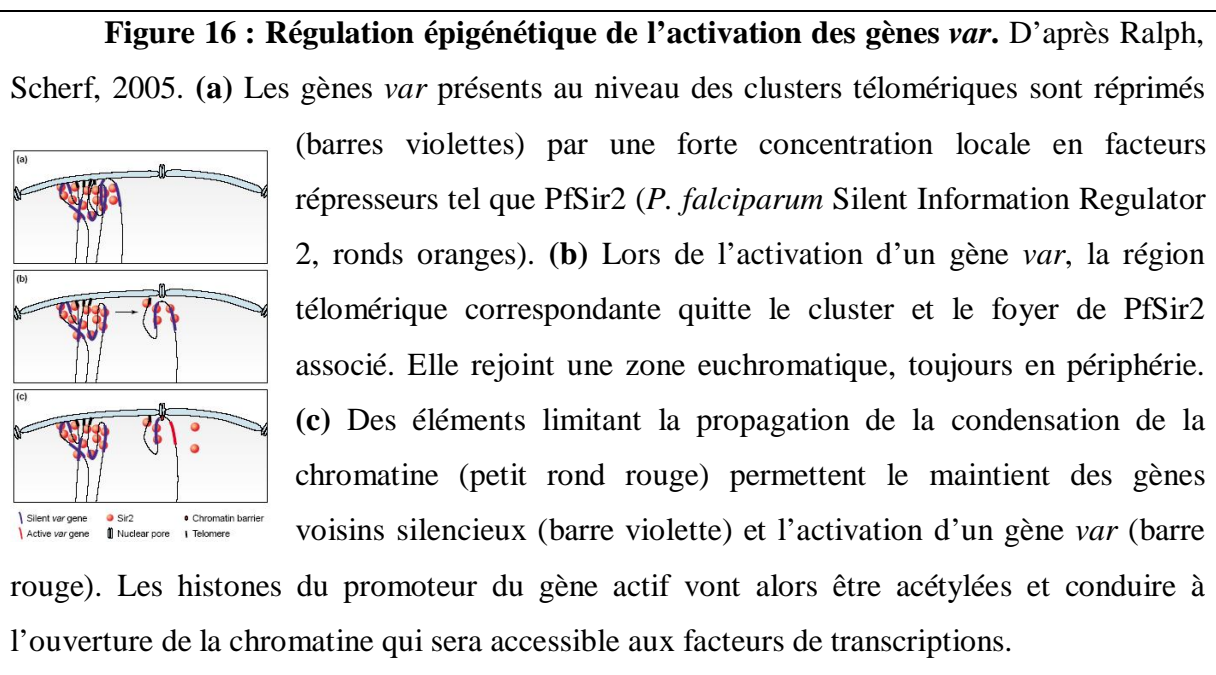 Figure 16 : Régulation épigénétique de l’activation des gènes var. D’après Ralph,
Scherf, 2005. (a) Les gènes var présents au niveau des clusters télomériques sont réprimés
(barres violettes) par une forte concentration locale en facteurs
répresseurs tel que PfSir2 (P. falciparum Silent Information Regulator
2, ronds oranges). (b) Lors de l’activation d’un gène var, la région
télomérique correspondante quitte le cluster et le foyer de PfSir2
associé. Elle rejoint une zone euchromatique, toujours en périphérie.
(c) Des éléments limitant la propagation de la condensation de la
chromatine (petit rond rouge) permettent le maintient des gènes
voisins silencieux (barre violette) et l’activation d’un gène var (barre
rouge). Les histones du promoteur du gène actif vont alors être acétylées et conduire à
l’ouverture de la chromatine qui sera accessible aux facteurs de transcriptions.
(a)
(b)
(c)
Silent var gene Sir2 Chromatin barrier
Active var gene Nuclear pore Telomere